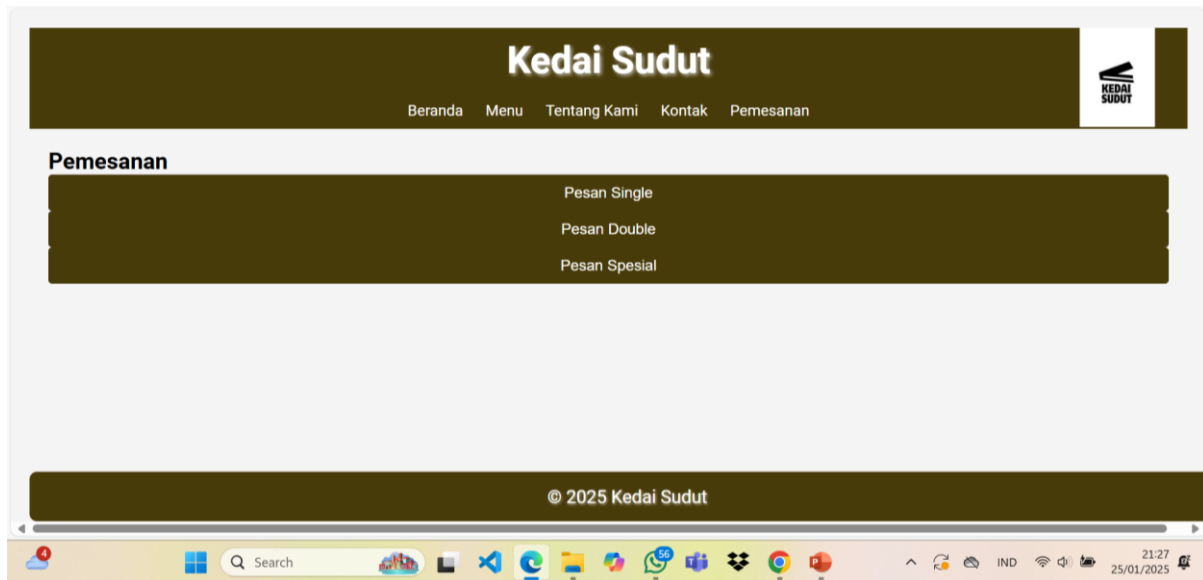 Kedai Sudut
KEDAI
SUDUT
Beranda Menu Tentang Kami Kontak Pemesanan
Pemesanan
Pesan Single
Pesan Double
Pesan Spesial
© 2025 Kedai Sudut
4
Search
56
IND
21:27
25/01/2025